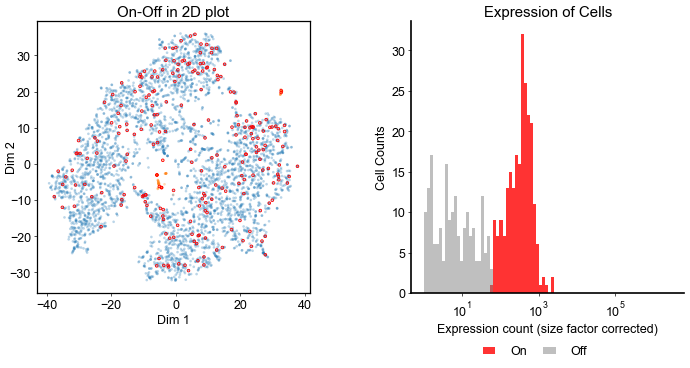 On-Off in 2D plot
Dim 2
30
20
10
0
−10
−20
−30
−40
−20
0
20
40
Dim 1
Expression of Cells
Cell Counts
30
25
20
15
10
5
0
10^1
10^3
10^5
Expression count (size factor corrected)
On
Off